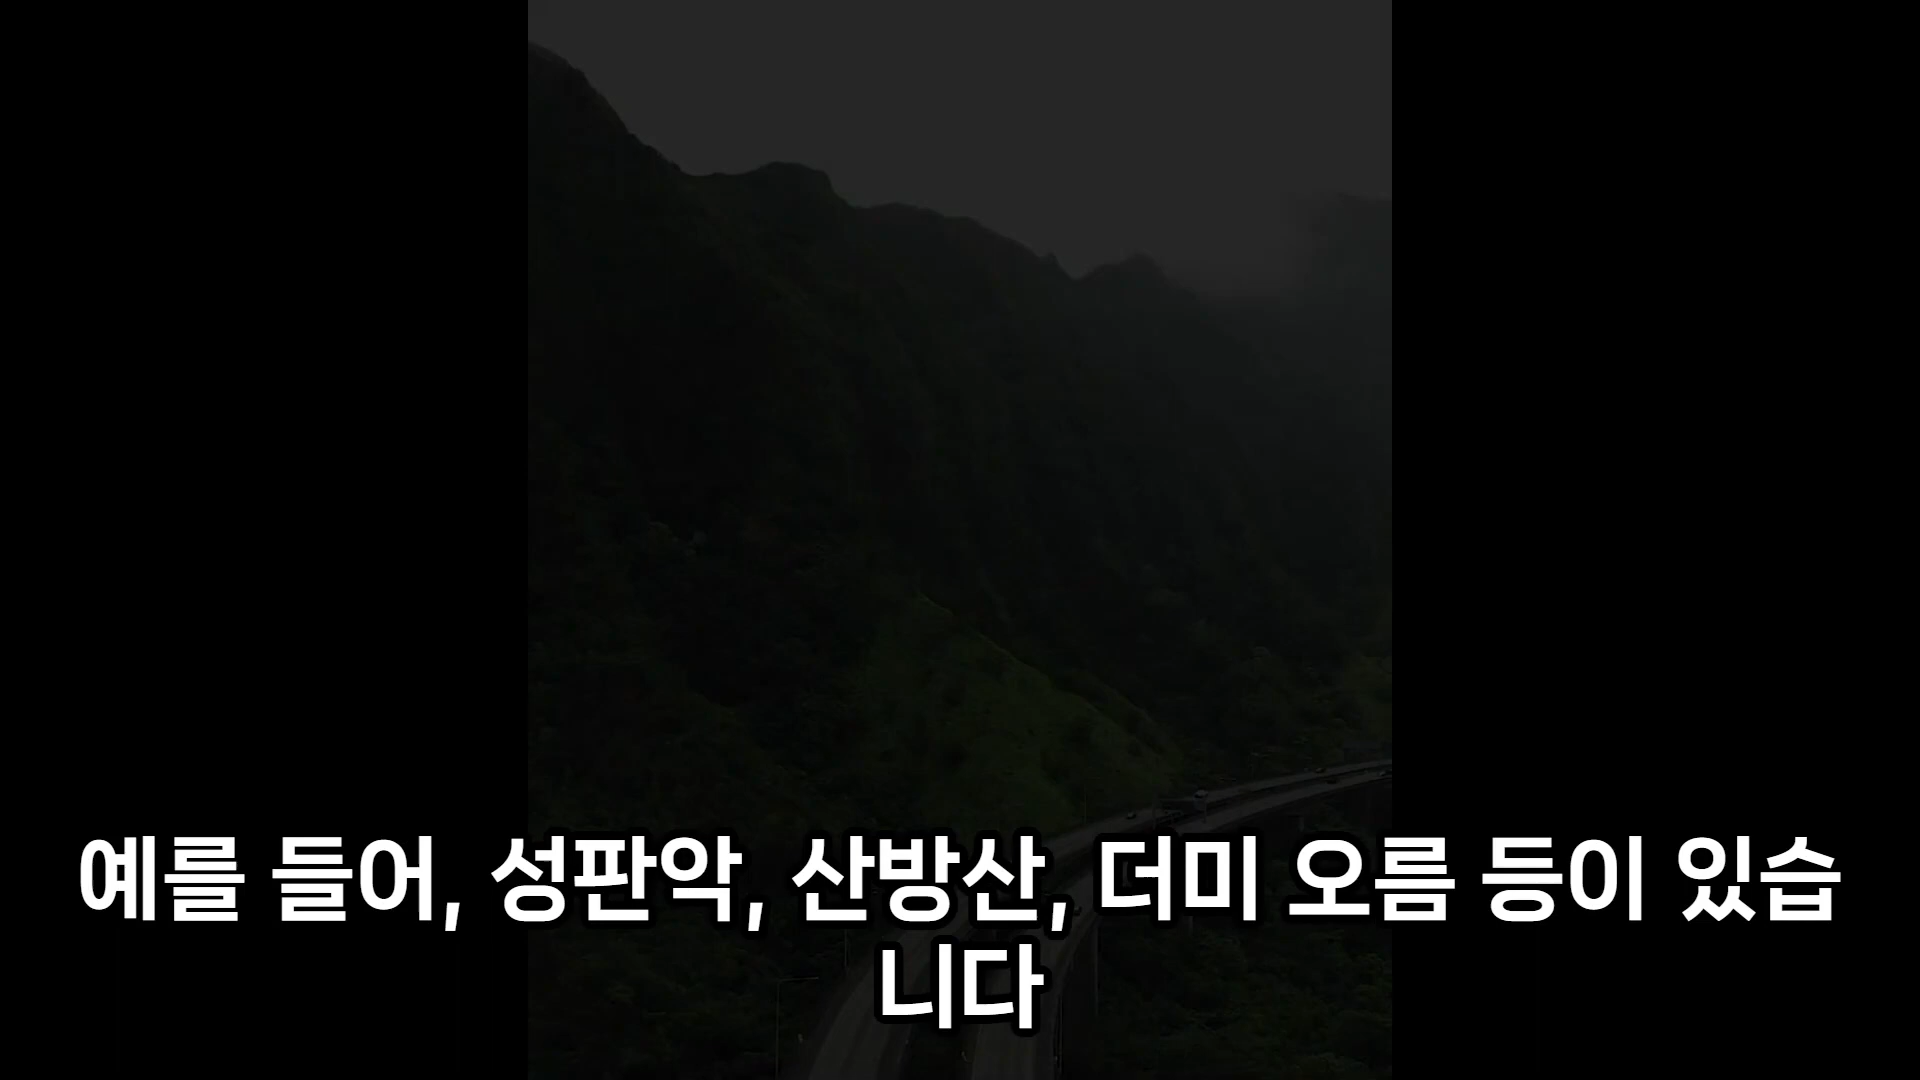 예를 들어, 성판악, 산방산, 더미 오름 등이 있습
니다